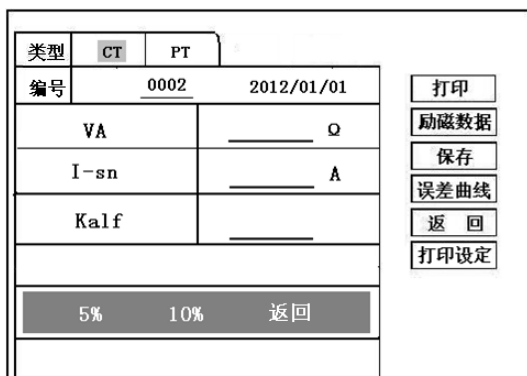 类型 CT PT
编号 0002 2012/01/01
VA Ω
I-sn A
Kalf
5% 10% 返回
打印
励磁数据
保存
误差曲线
返 回
打印设定